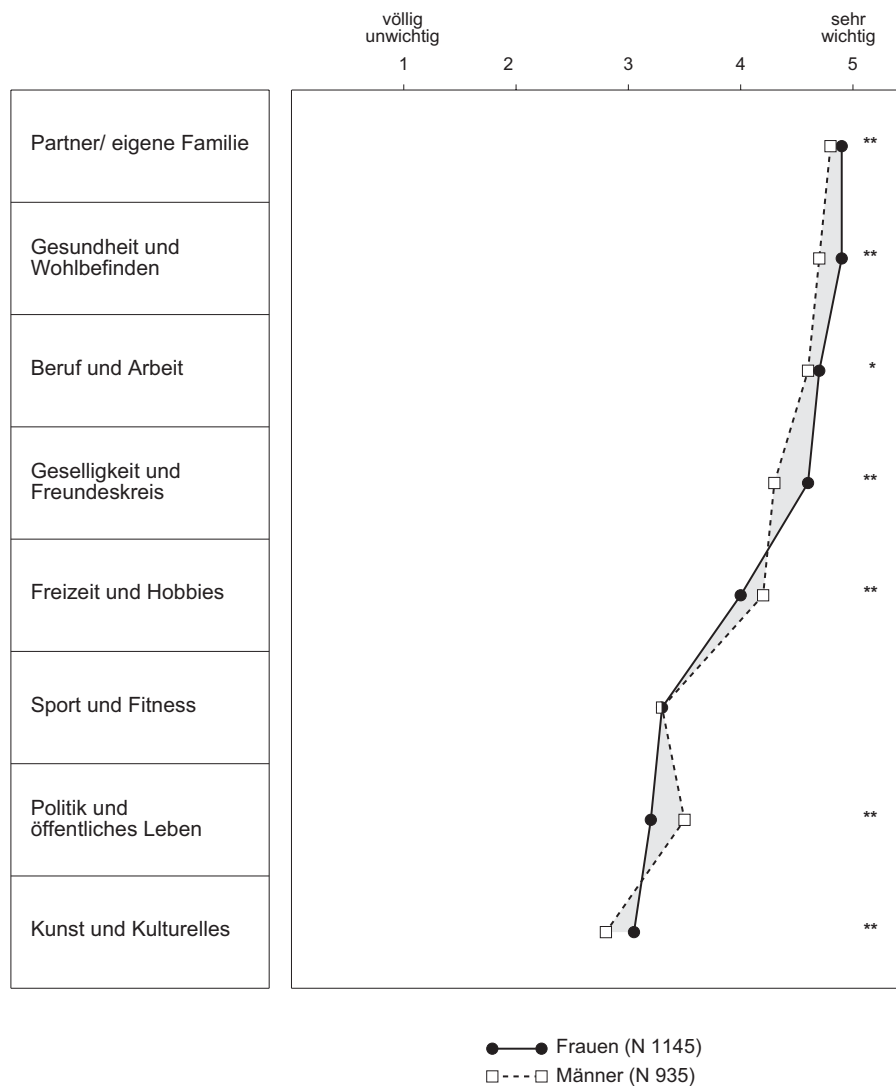 völlig
unwichtig
sehr
wichtig
1 2 3 4 5
Partner/ eigene Familie **
Gesundheit und
Wohlbefinden **
Beruf und Arbeit *
Geselligkeit und
Freundeskreis **
Freizeit und Hobbies **
Sport und Fitness
Politik und
öffentliches Leben **
Kunst und Kulturelles **
Frauen (N 1145)
Männer (N 935)